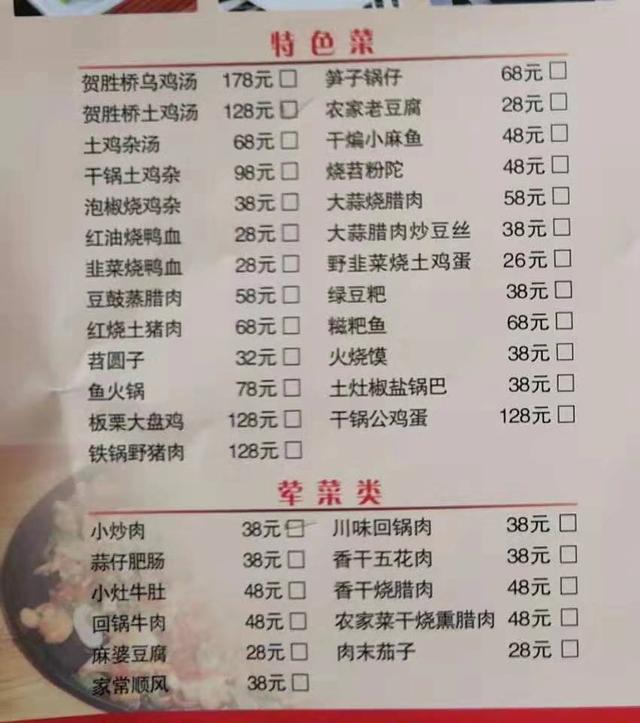 特色菜
贺胜桥乌鸡汤 178元 笋子锅仔 68元
贺胜桥土鸡汤 128元 农家老豆腐 28元
土鸡杂汤 68元 干煸小麻鱼 48元
干锅土鸡杂 98元 烧苕粉陀 48元
泡椒烧鸡杂 38元 大蒜烧腊肉 58元
红油烧鸭血 28元 大蒜腊肉炒豆丝 38元
韭菜烧鸭血 28元 野韭菜烧土鸡蛋 26元
豆鼓蒸腊肉 58元 绿豆粑 38元
红烧土猪肉 68元 糍粑鱼 68元
苕圆子 32元 火烧馍 38元
鱼火锅 78元 土灶椒盐锅巴 38元
板栗大盘鸡 128元 干锅公鸡蛋 128元
铁锅野猪肉 128元
荤菜类
小炒肉 38元 川味回锅肉 38元
蒜仔肥肠 38元 香干五花肉 38元
小灶牛肚 48元 香干烧腊肉 48元
回锅牛肉 48元 农家菜干烧熏腊肉 48元
麻婆豆腐 28元 肉末茄子 28元
家常顺风 38元